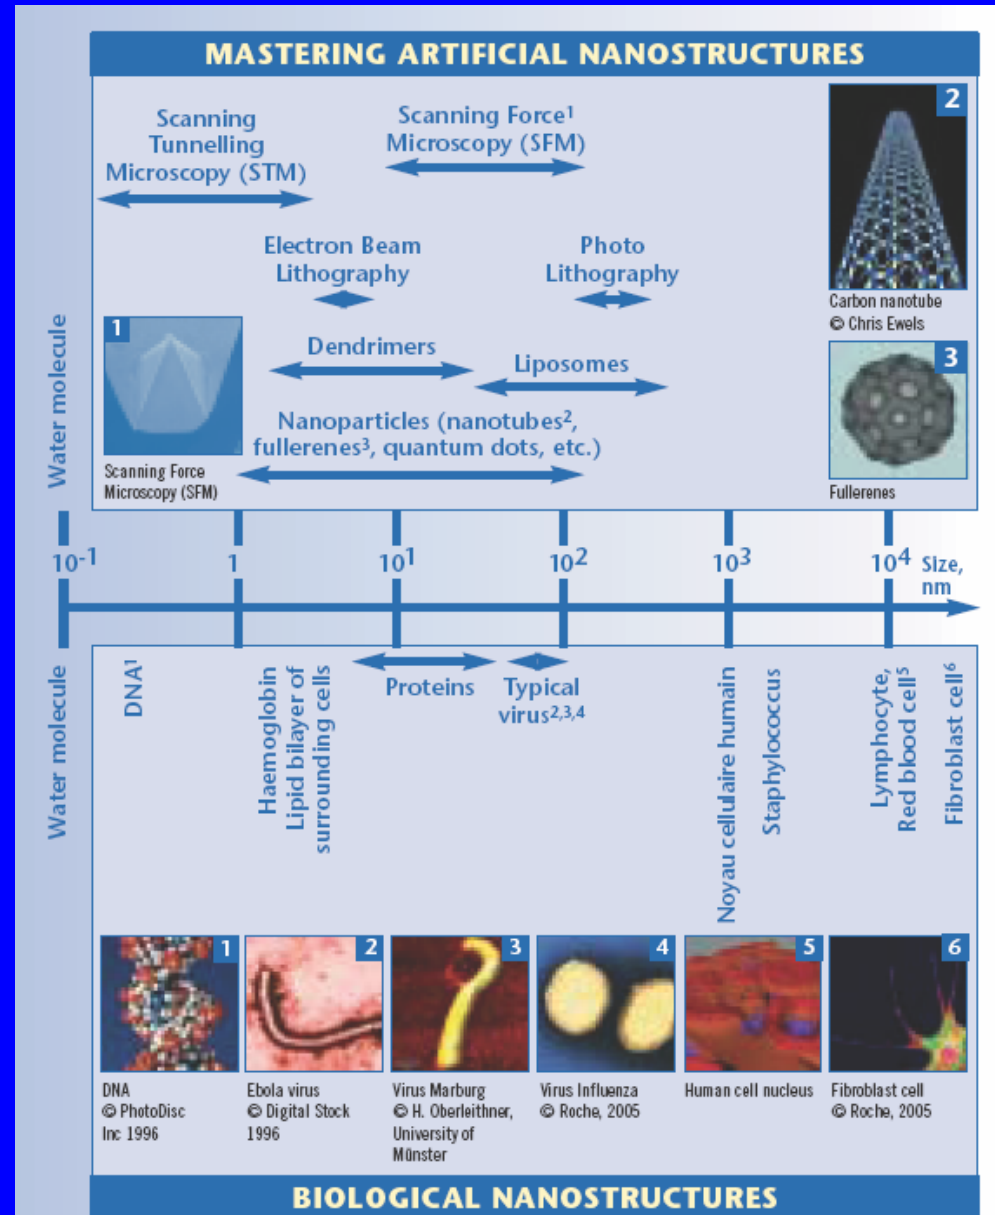 MASTERING ARTIFICIAL NANOSTRUCTURES
Scanning
Tunnelling
Microscopy (STM)
Scanning Force¹
Microscopy (SFM)
2
Electron Beam
Lithography
Photo
Lithography
Carbon nanotube
© Chris Ewels
1
Dendrimers
Liposomes
3
Nanoparticles (nanotubes²,
fullerenes³, quantum dots, etc.)
Scanning Force
Microscopy (SFM)
Fullerenes
Water molecule
10⁻¹
1
10¹
10²
10³
10⁴
Size,
nm
Water molecule
DNA¹
Haemoglobin
Lipid bilayer of
surrounding cells
Proteins
Typical
virus²,³,⁴
Noyau cellulaire humain
Staphylococcus
Lymphocyte,
Red blood cell⁵
Fibroblast cell⁶
1
2
3
4
5
6
DNA
© PhotoDisc
Inc 1996
Ebola virus
© Digital Stock
1996
Virus Marburg
© H. Oberleithner,
University of
Münster
Virus Influenza
© Roche, 2005
Human cell nucleus
Fibroblast cell
© Roche, 2005
BIOLOGICAL NANOSTRUCTURES